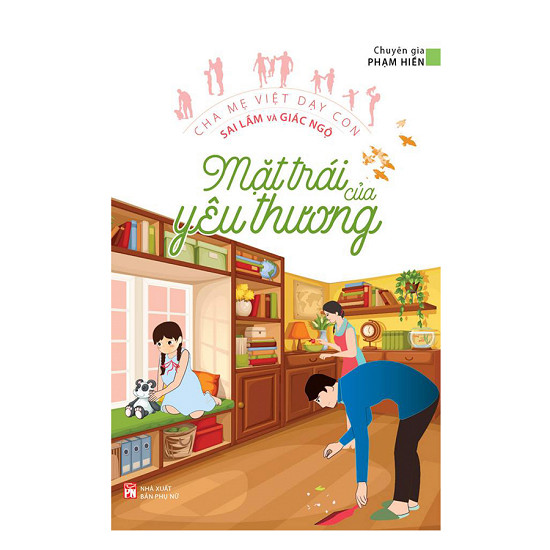 Chuyên gia
PHẠM HIỀN
CHA MẸ VIỆT DẠY CON
SAI LẦM VÀ GIÁC NGỘ
Mặt trái
của
yêu thương
PN
NHÀ XUẤT
BẢN PHỤ NỮ